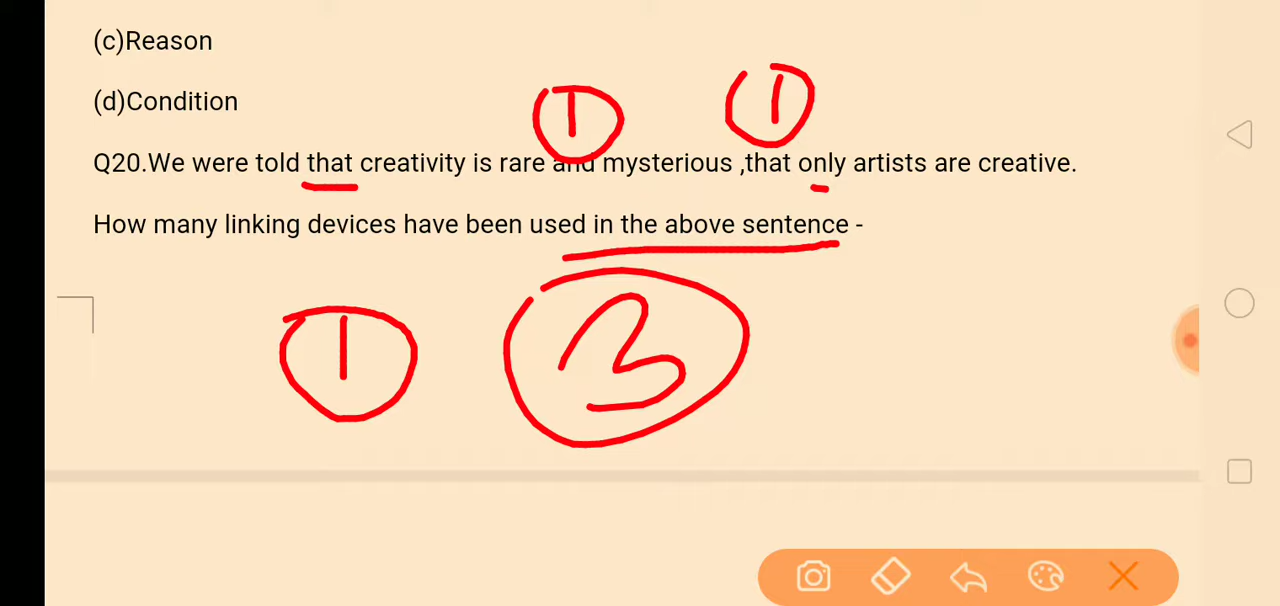 (c)Reason
(d)Condition
1 1
Q20.We were told that creativity is rare and mysterious ,that only artists are creative.
How many linking devices have been used in the above sentence -
1 3